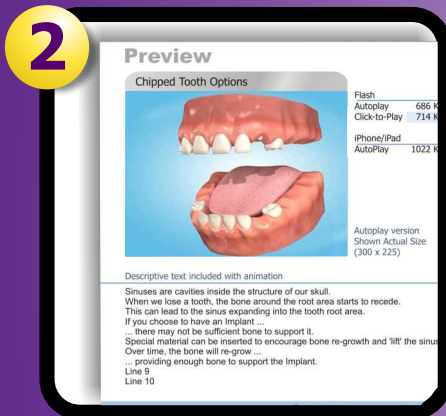 2
Preview
Chipped Tooth Options
Flash
Autoplay 686 K
Click-to-Play 714 K
iPhone/iPad
AutoPlay 1022 K
Autoplay version
Shown Actual Size
(300 x 225)
Descriptive text included with animation
Sinuses are cavities inside the structure of our skull.
When we lose a tooth, the bone around the root area starts to recede.
This can lead to the sinus expanding into the tooth root area.
If you choose to have an Implant ...
... there may not be sufficient bone to support it.
Special material can be inserted to encourage bone re-growth and 'lift' the sinus
Over time, the bone will re-grow ...
... providing enough bone to support the Implant.
Line 9
Line 10